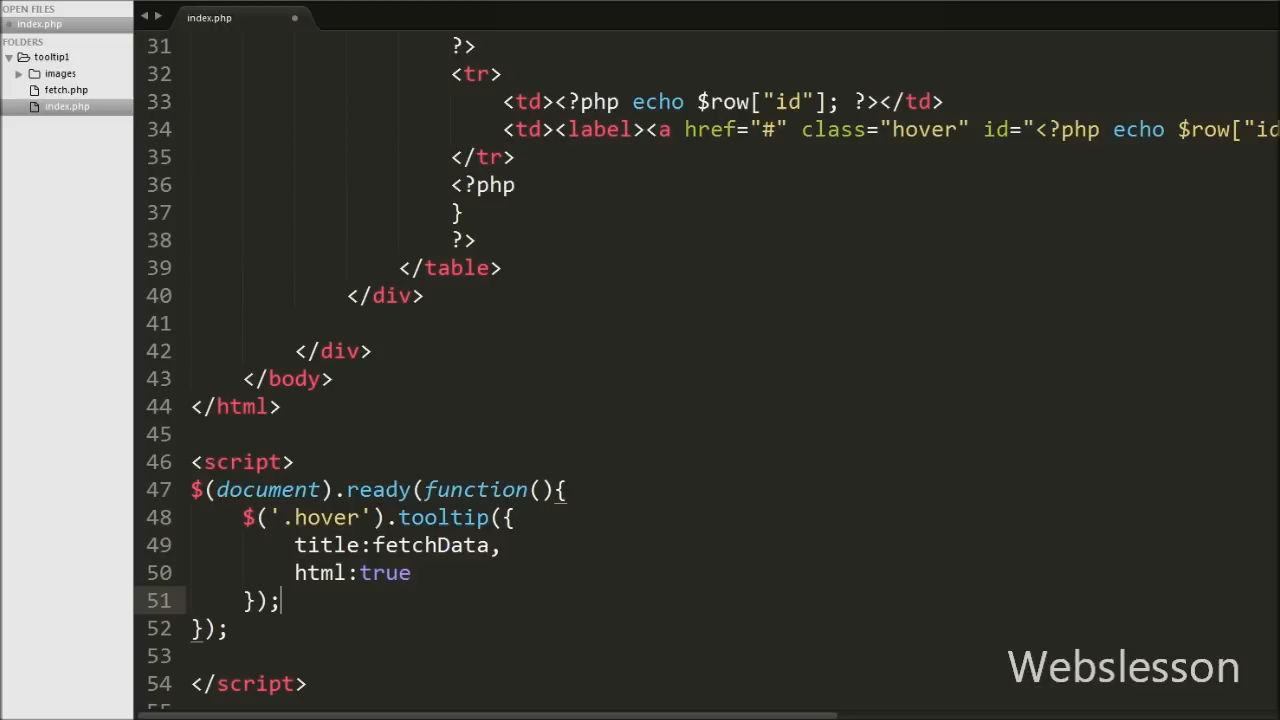 OPEN FILES
index.php
FOLDERS
tooltip1
images
fetch.php
index.php
index.php
31 ?>
32 <tr>
33 <td><?php echo $row["id"]; ?></td>
34 <td><label><a href="#" class="hover" id="<?php echo $row["id
35 </tr>
36 <?php
37 }
38 ?>
39 </table>
40 </div>
41
42 </div>
43 </body>
44 </html>
45
46 <script>
47 $(document).ready(function(){
48 $('.hover').tooltip({
49 title:fetchData,
50 html:true
51 });
52 });
53
54 </script>
55
Webslesson